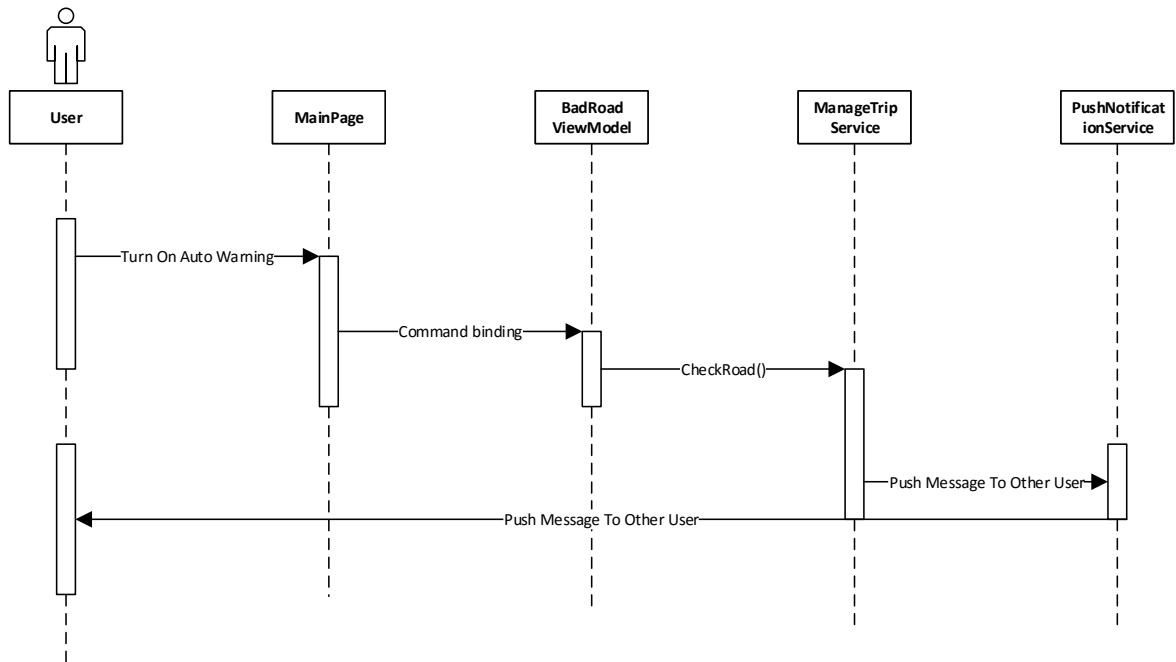 User
MainPage
BadRoad
ViewModel
ManageTrip
Service
PushNotificat
ionService
Turn On Auto Warning
Command binding
CheckRoad()
Push Message To Other User
Push Message To Other User